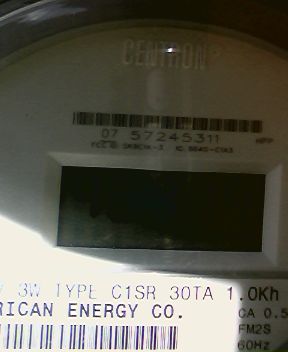 CENTRON®
07 57245311
3W TYPE C1SR 30TA 1.0Kh
RICAN ENERGY CO.
CA 0.5
FM2S
60Hz